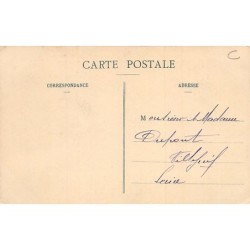 C
CARTE POSTALE
CORRESPONDANCE
ADRESSE
Monsieur & Madame
Dupont
Loire